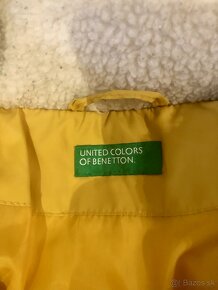 UNITED COLORS
OF BENETTON.
© bazos.sk